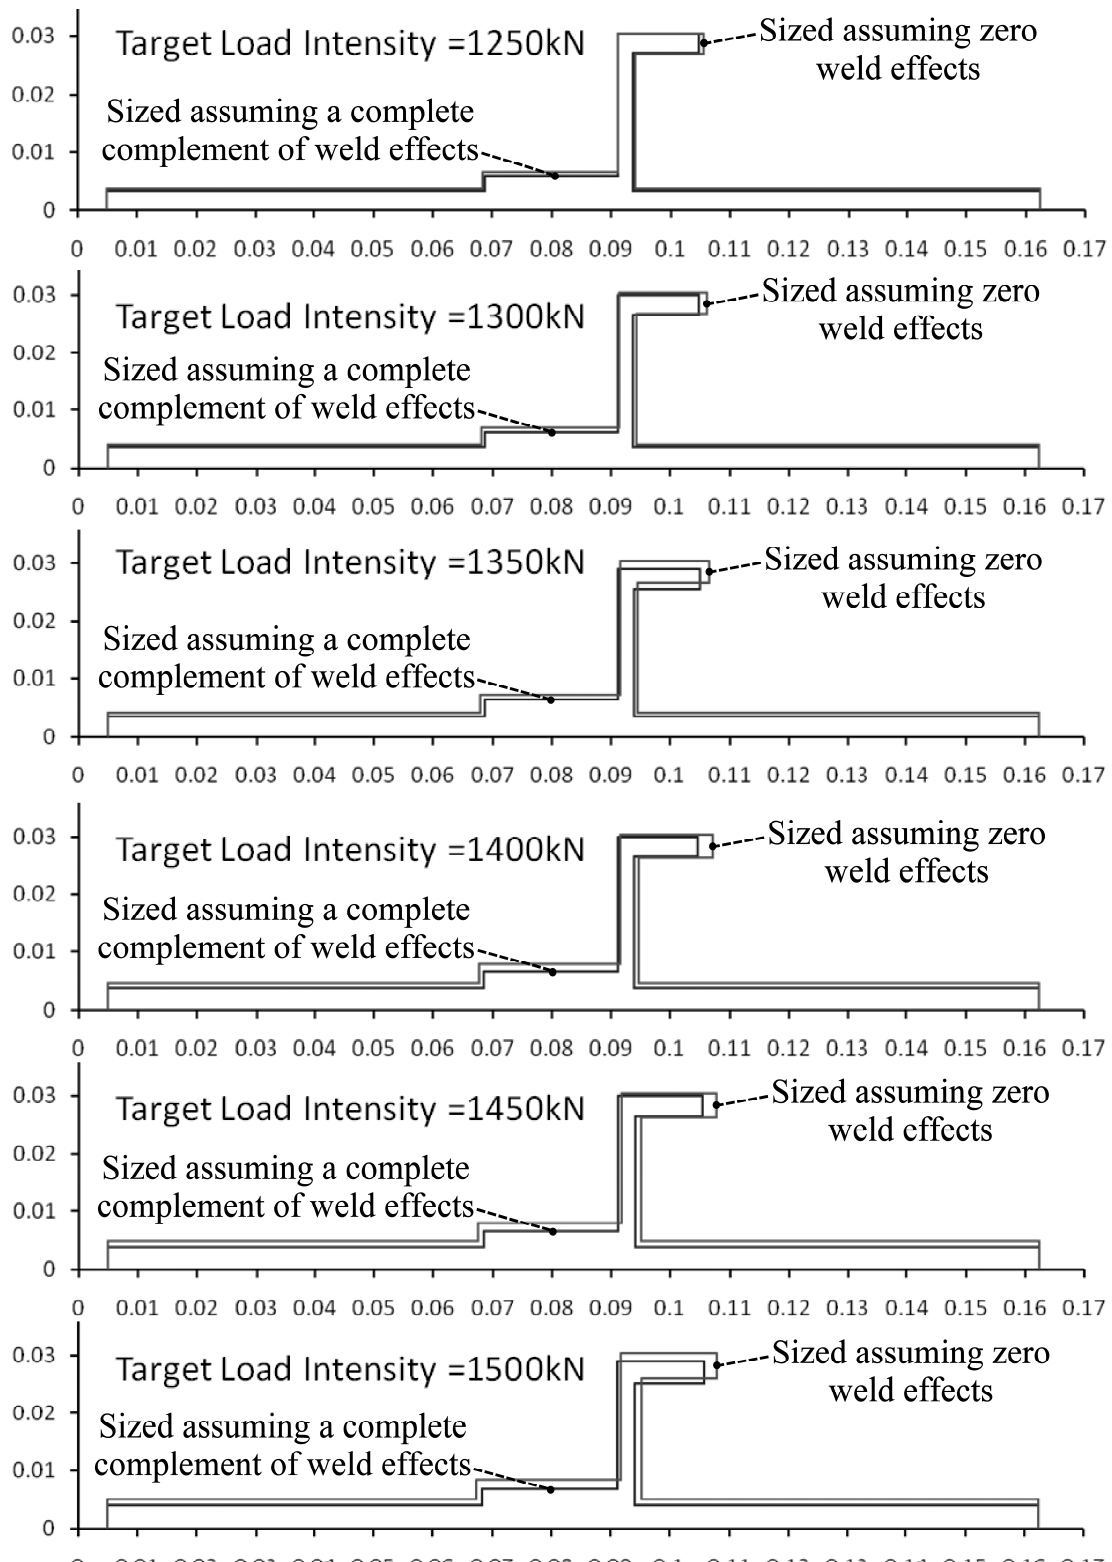 0.03
Target Load Intensity =1250kN
Sized assuming zero
weld effects
0.02
Sized assuming a complete
complement of weld effects
0.01
0
0 0.01 0.02 0.03 0.04 0.05 0.06 0.07 0.08 0.09 0.1 0.11 0.12 0.13 0.14 0.15 0.16 0.17
0.03
Target Load Intensity =1300kN
Sized assuming zero
weld effects
0.02
Sized assuming a complete
complement of weld effects
0.01
0
0 0.01 0.02 0.03 0.04 0.05 0.06 0.07 0.08 0.09 0.1 0.11 0.12 0.13 0.14 0.15 0.16 0.17
0.03
Target Load Intensity =1350kN
Sized assuming zero
weld effects
0.02
Sized assuming a complete
complement of weld effects
0.01
0
0 0.01 0.02 0.03 0.04 0.05 0.06 0.07 0.08 0.09 0.1 0.11 0.12 0.13 0.14 0.15 0.16 0.17
0.03
Target Load Intensity =1400kN
Sized assuming zero
weld effects
0.02
Sized assuming a complete
complement of weld effects
0.01
0
0 0.01 0.02 0.03 0.04 0.05 0.06 0.07 0.08 0.09 0.1 0.11 0.12 0.13 0.14 0.15 0.16 0.17
0.03
Target Load Intensity =1450kN
Sized assuming zero
weld effects
0.02
Sized assuming a complete
complement of weld effects
0.01
0
0 0.01 0.02 0.03 0.04 0.05 0.06 0.07 0.08 0.09 0.1 0.11 0.12 0.13 0.14 0.15 0.16 0.17
0.03
Target Load Intensity =1500kN
Sized assuming zero
weld effects
0.02
Sized assuming a complete
complement of weld effects
0.01
0